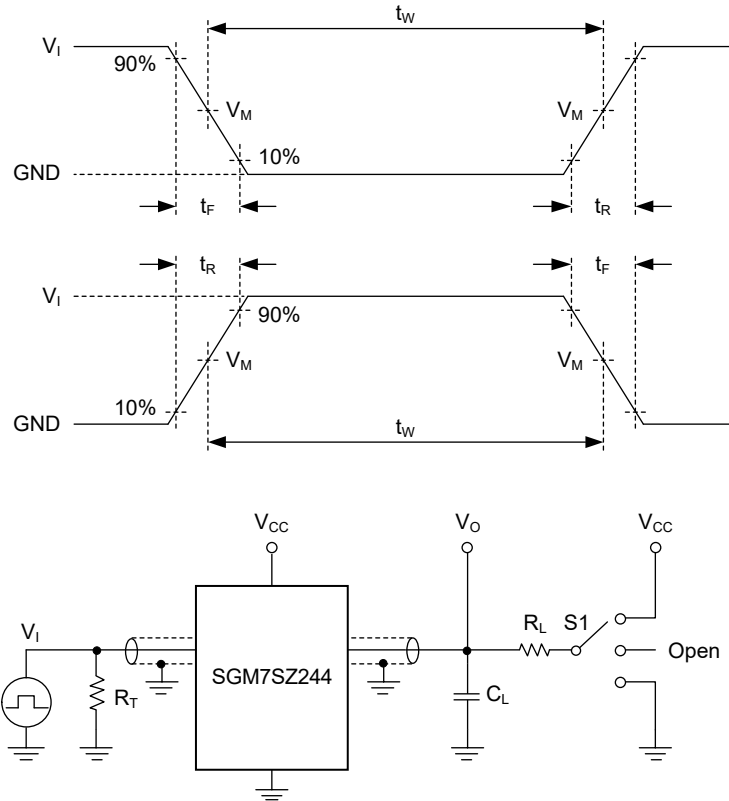 t_W
V_I
90%
V_M V_M
10%
GND
t_F t_R
t_R t_F
V_I
90%
V_M V_M
10%
GND
t_W
V_CC V_O V_CC
R_L S1
V_I
Open
SGM7SZ244
R_T C_L